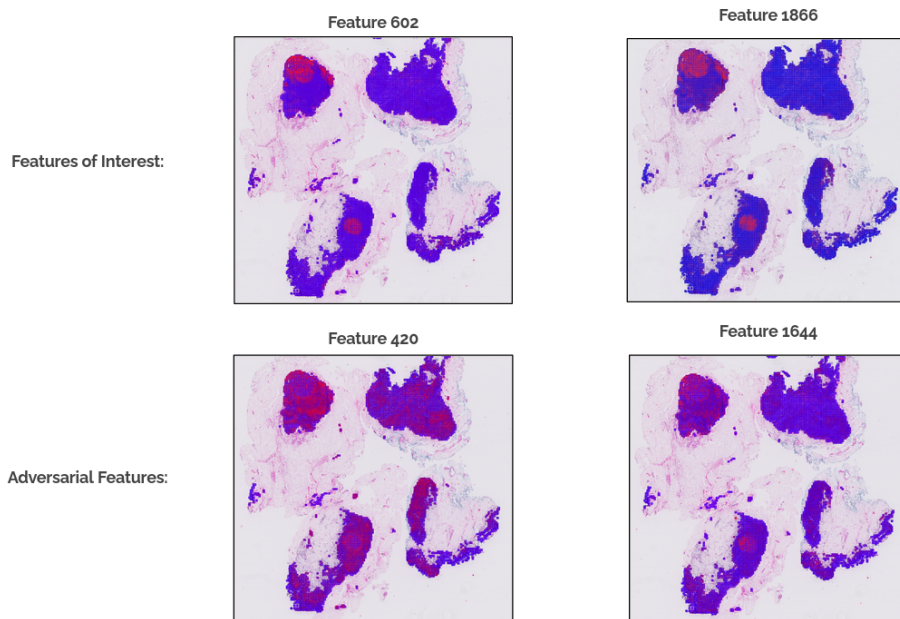 Feature 602
Feature 1866
Features of Interest:
Feature 420
Feature 1644
Adversarial Features: